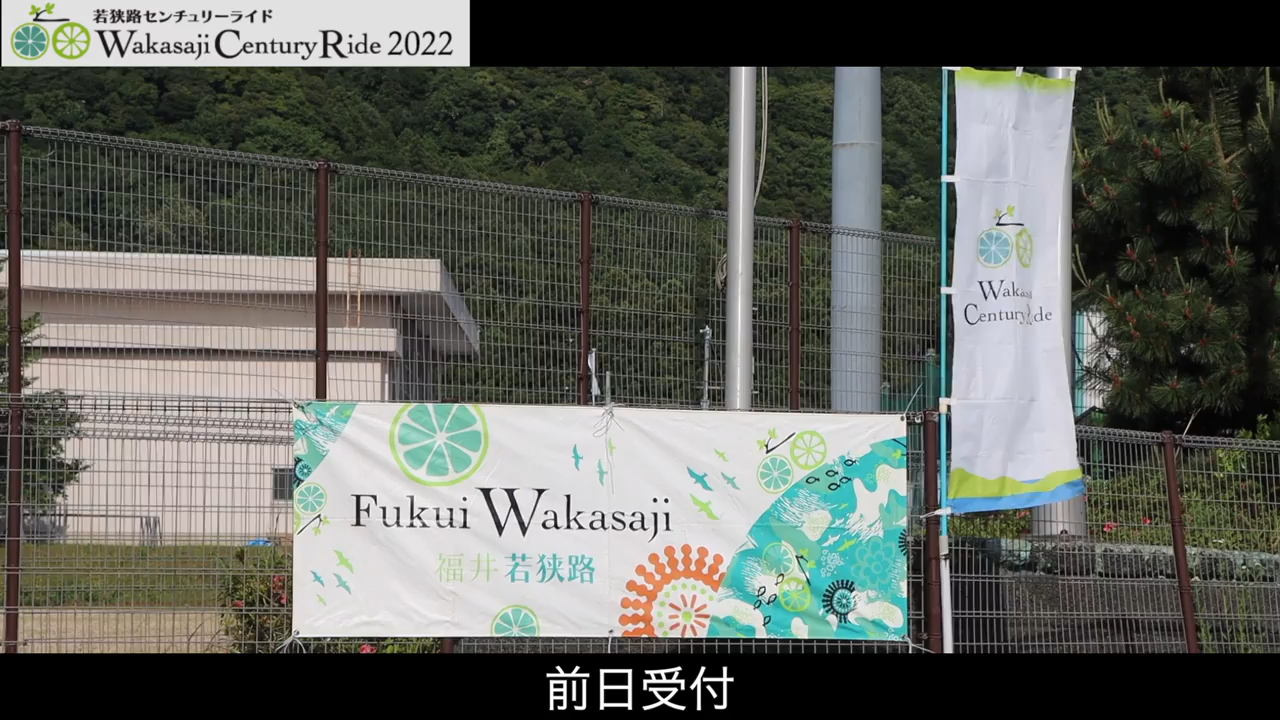 若狭路センチュリーライド
Wakasaji Century Ride 2022
Wakasa
Century Ride
Fukui Wakasaji
福井若狭路
前日受付